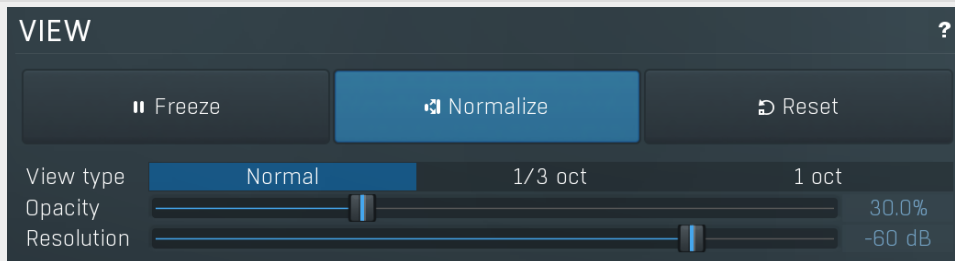 VIEW ?
Freeze Normalize Reset
View type Normal 1/3 oct 1 oct
Opacity 30.0%
Resolution -60 dB